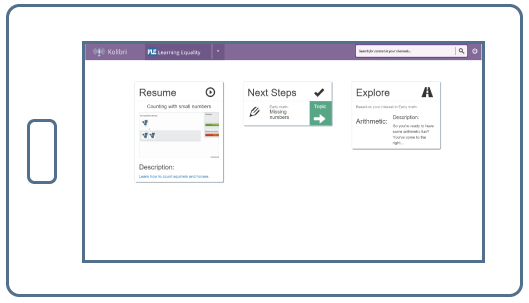 Kolibri
FLE Learning Equality
Search for content in your channels...
Resume
Counting with small numbers
Description:
Learn how to count squirrels and horses.
Next Steps
Early math:
Missing
numbers
Topic
Explore
Based on your interest in Early math:
Arithmetic:
Description:
So you're ready to have
some arithmetic fun?
You've come to the
right...